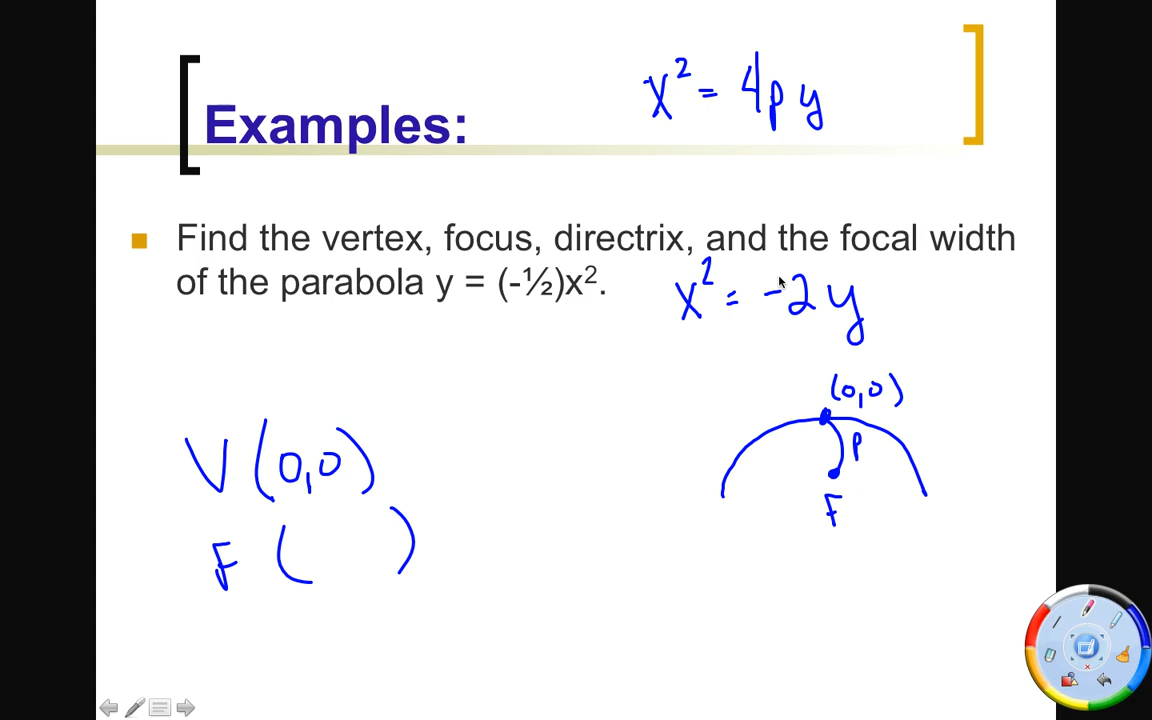 x² = 4py
Examples:
Find the vertex, focus, directrix, and the focal width
of the parabola y = (-½)x².
x² = -2y
(0,0)
P
F
V (0,0)
F ( )